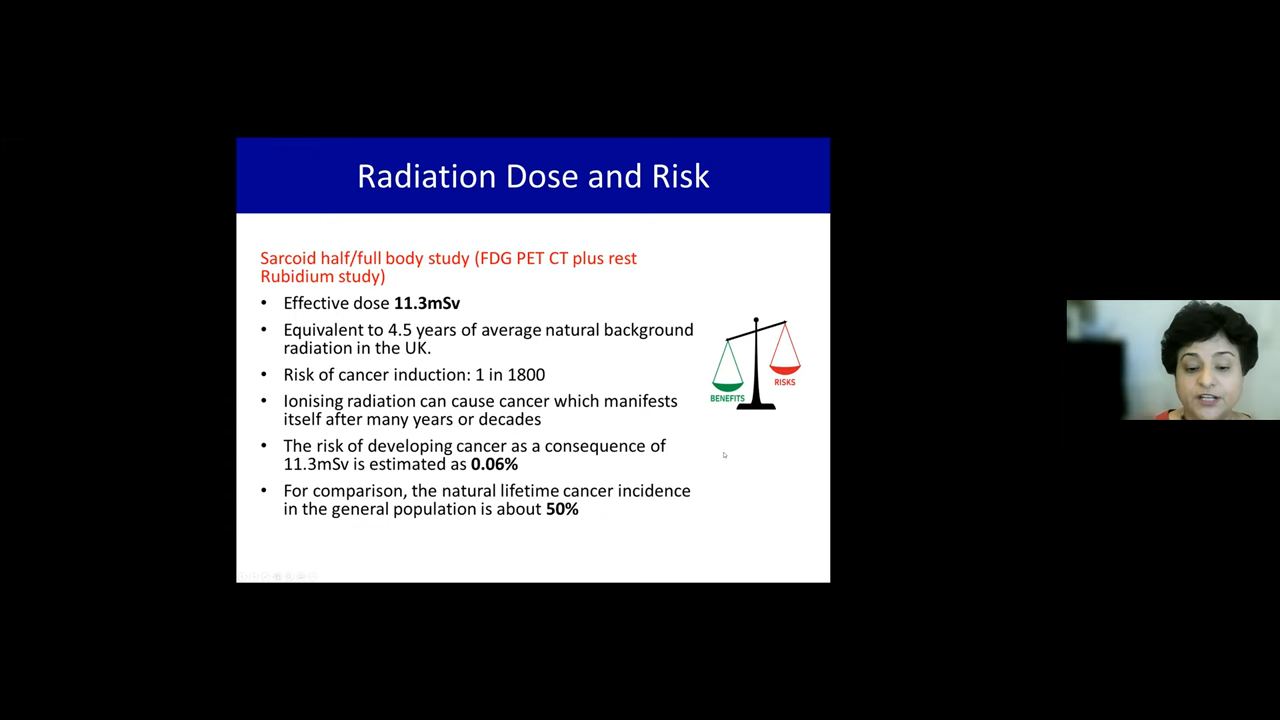 Radiation Dose and Risk
Sarcoid half/full body study (FDG PET CT plus rest
Rubidium study)
• Effective dose 11.3mSv
• Equivalent to 4.5 years of average natural background
radiation in the UK.
• Risk of cancer induction: 1 in 1800
• Ionising radiation can cause cancer which manifests
itself after many years or decades
• The risk of developing cancer as a consequence of
11.3mSv is estimated as 0.06%
• For comparison, the natural lifetime cancer incidence
in the general population is about 50%
RISKS
BENEFITS